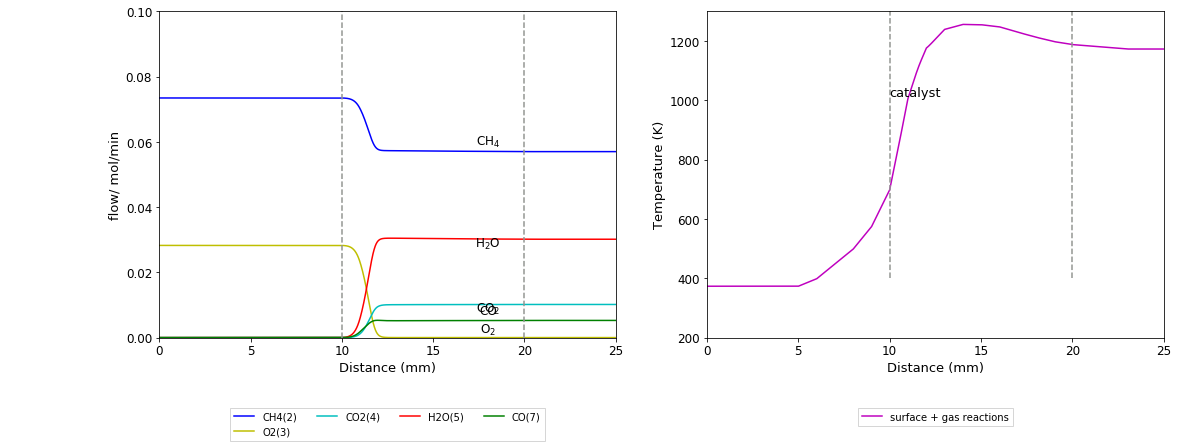 0.10
0.08
0.06
0.04
0.02
0.00
flow/ mol/min
CH₄
H₂O
CO₂
CO
O₂
0 5 10 15 20 25
Distance (mm)
CH4(2) CO2(4) H2O(5) CO(7)
O2(3)
1200
1000
800
600
400
200
Temperature (K)
catalyst
0 5 10 15 20 25
Distance (mm)
surface + gas reactions